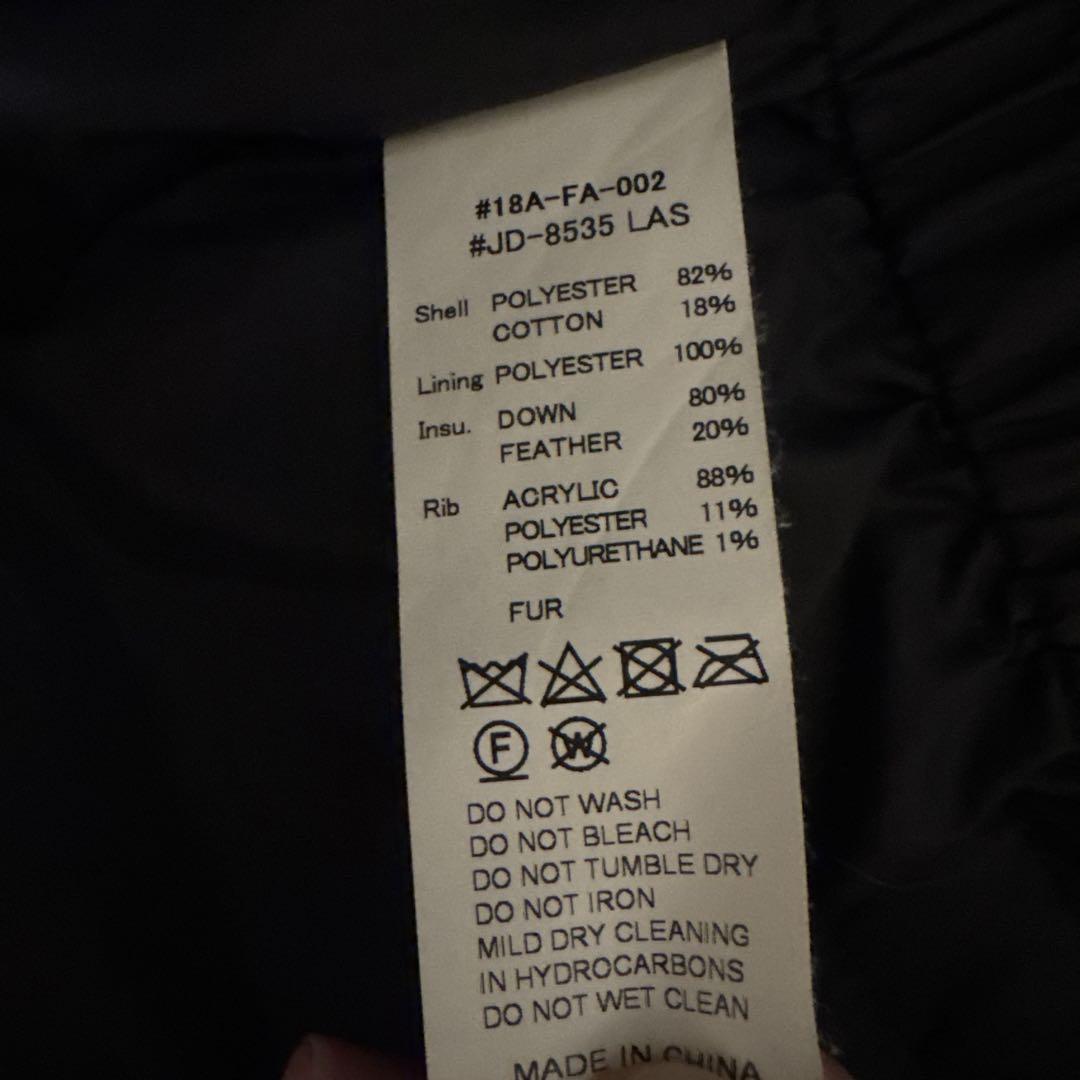 #18A-FA-002
#JD-8535 LAS
Shell POLYESTER 82%
COTTON 18%
Lining POLYESTER 100%
Insu. DOWN 80%
FEATHER 20%
Rib ACRYLIC 88%
POLYESTER 11%
POLYURETHANE 1%
FUR
F W
DO NOT WASH
DO NOT BLEACH
DO NOT TUMBLE DRY
DO NOT IRON
MILD DRY CLEANING
IN HYDROCARBONS
DO NOT WET CLEAN
MADE IN CHINA